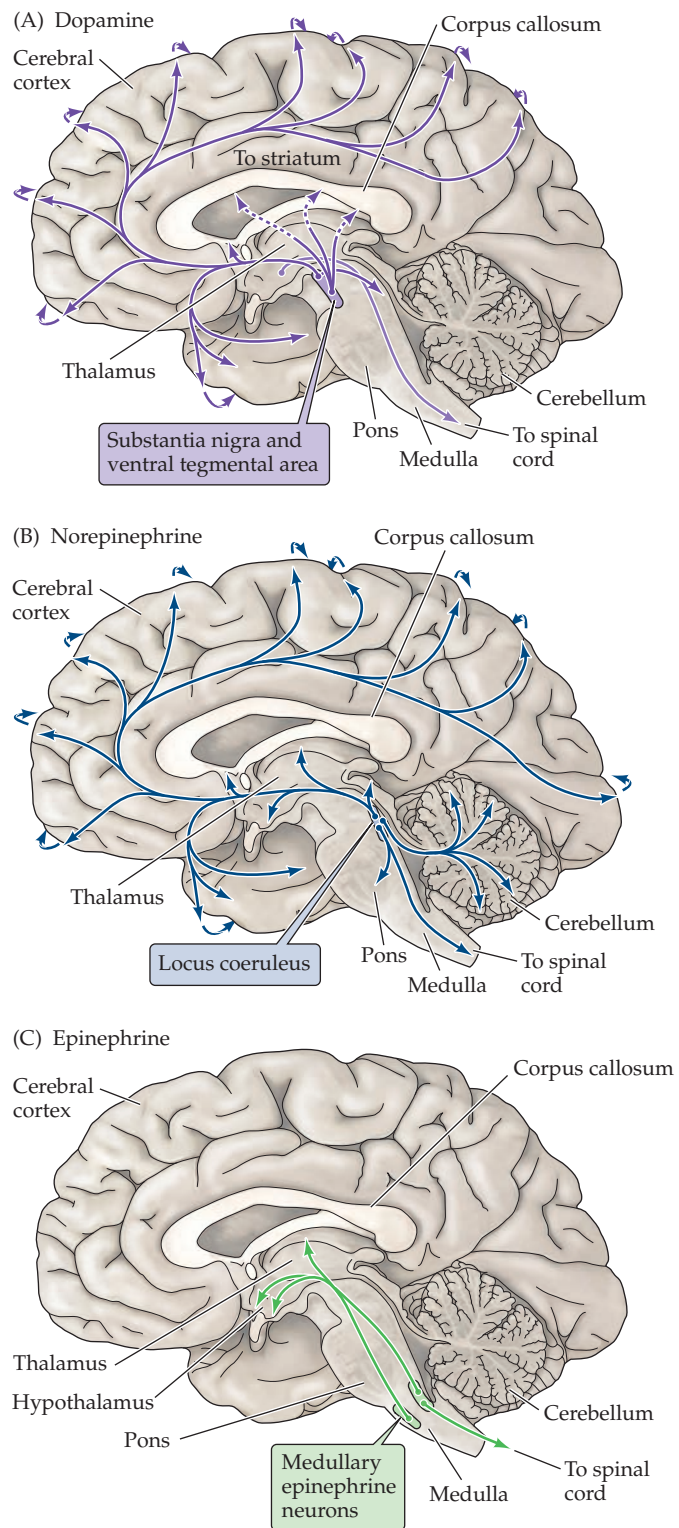 (A) Dopamine
Corpus callosum
Cerebral
cortex
To striatum
Thalamus
Cerebellum
Pons
Substantia nigra and
ventral tegmental area
To spinal
cord
Medulla
(B) Norepinephrine
Corpus callosum
Cerebral
cortex
Thalamus
Cerebellum
Locus coeruleus
Pons
To spinal
cord
Medulla
(C) Epinephrine
Corpus callosum
Cerebral
cortex
Thalamus
Hypothalamus
Cerebellum
Pons
Medullary
epinephrine
neurons
To spinal
cord
Medulla